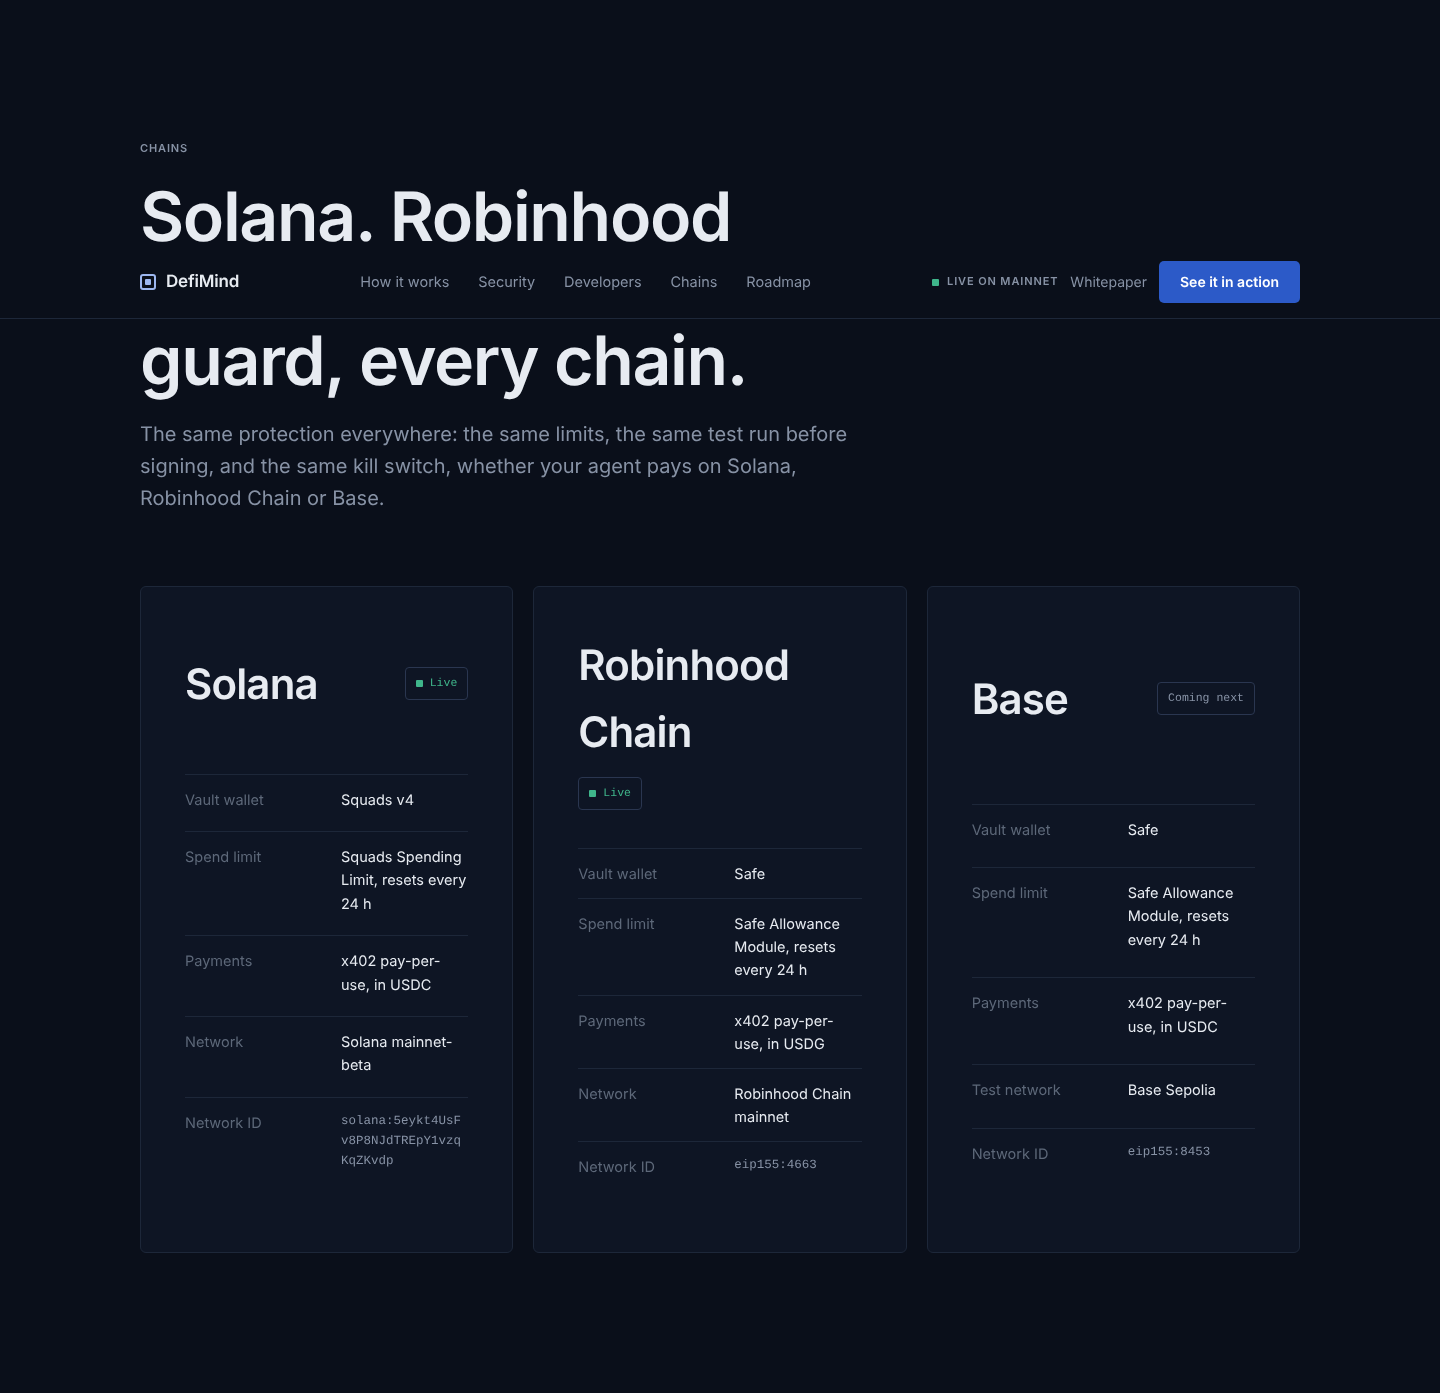 CHAINS
Solana. Robinhood
DefiMind
How it works
Security
Developers
Chains
Roadmap
LIVE ON MAINNET
Whitepaper
See it in action
guard, every chain.
The same protection everywhere: the same limits, the same test run before
signing, and the same kill switch, whether your agent pays on Solana,
Robinhood Chain or Base.
Solana
Live
Vault wallet
Squads v4
Spend limit
Squads Spending
Limit, resets every
24 h
Payments
x402 pay-per-
use, in USDC
Network
Solana mainnet-
beta
Network ID
solana:5eykt4UsF
v8P8NJdTREpY1vzq
KqZKvdp
Robinhood
Chain
Live
Vault wallet
Safe
Spend limit
Safe Allowance
Module, resets
every 24 h
Payments
x402 pay-per-
use, in USDG
Network
Robinhood Chain
mainnet
Network ID
eip155:4663
Base
Coming next
Vault wallet
Safe
Spend limit
Safe Allowance
Module, resets
every 24 h
Payments
x402 pay-per-
use, in USDC
Test network
Base Sepolia
Network ID
eip155:8453